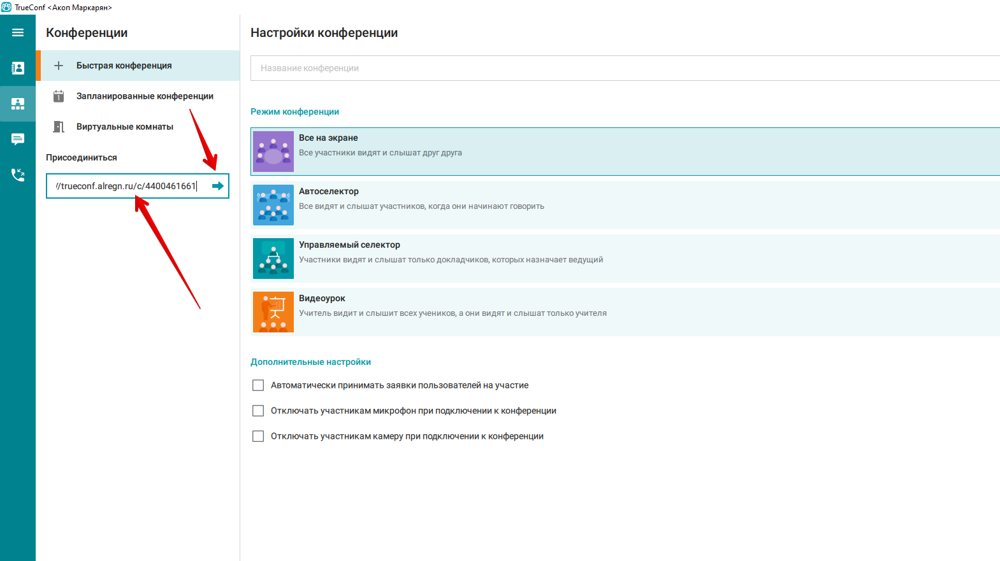 TrueConf <Акоп Маркарян>
Конференции
Быстрая конференция
1
Запланированные конференции
Виртуальные комнаты
Присоединиться
//trueconf.alregn.ru/c/4400461661
Настройки конференции
Название конференции
Режим конференции
Все на экране
Все участники видят и слышат друг друга
Автоселектор
Все видят и слышат участников, когда они начинают говорить
Управляемый селектор
Участники видят и слышат только докладчиков, которых назначает ведущий
Видеоурок
Учитель видит и слышит всех учеников, а они видят и слышат только учителя
Дополнительные настройки
Автоматически принимать заявки пользователей на участие
Отключать участникам микрофон при подключении к конференции
Отключать участникам камеру при подключении к конференции